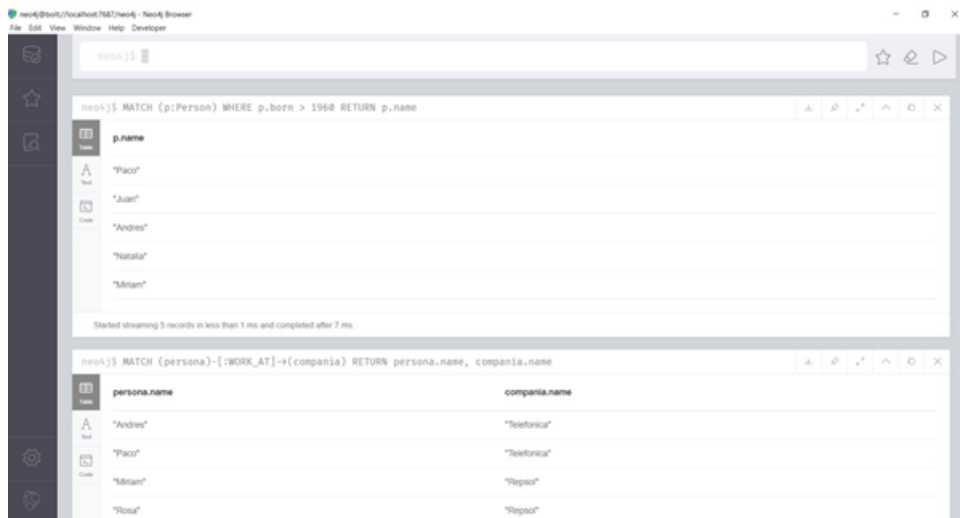 neo4j@bolt://localhost:7687/neo4j - Neo4j Browser
File Edit View Window Help Developer
neo4j$
neo4j$ MATCH (p:Person) WHERE p.born > 1960 RETURN p.name
Table
p.name
Text
"Paco"
Code
"Juan"
"Andres"
"Natalia"
"Miriam"
Started streaming 5 records in less than 1 ms and completed after 7 ms.
neo4j$ MATCH (persona)-[:WORK_AT]→(compania) RETURN persona.name, compania.name
Table
persona.name compania.name
Text
"Andres" "Telefonica"
Code
"Paco" "Telefonica"
"Miriam" "Repsol"
"Rosa" "Repsol"